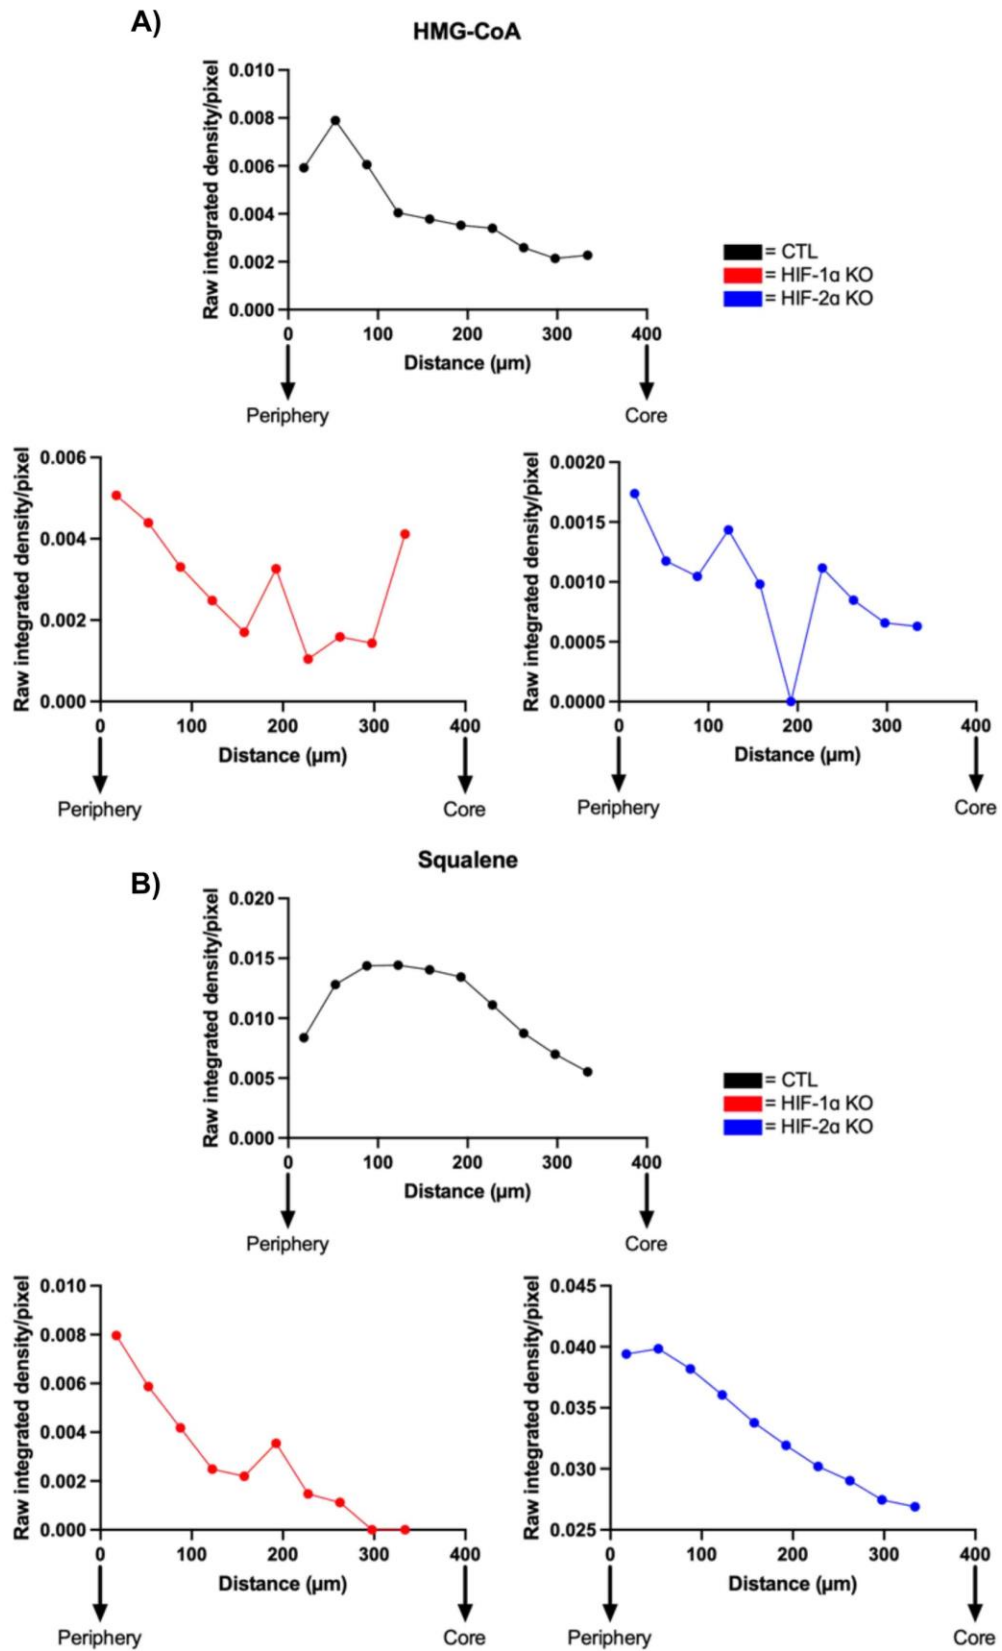 A)
HMG-CoA
Raw integrated density/pixel
0.010
0.008
0.006
0.004
0.002
0.000
0 100 200 300 400
Distance (µm)
Periphery Core
= CTL
= HIF-1α KO
= HIF-2α KO
Raw integrated density/pixel
0.006
0.004
0.002
0.000
0 100 200 300 400
Distance (µm)
Periphery Core
Raw integrated density/pixel
0.0020
0.0015
0.0010
0.0005
0.0000
0 100 200 300 400
Distance (µm)
Periphery Core
B)
Squalene
Raw integrated density/pixel
0.020
0.015
0.010
0.005
0.000
0 100 200 300 400
Distance (µm)
Periphery Core
= CTL
= HIF-1α KO
= HIF-2α KO
Raw integrated density/pixel
0.010
0.008
0.006
0.004
0.002
0.000
0 100 200 300 400
Distance (µm)
Periphery Core
Raw integrated density/pixel
0.045
0.040
0.035
0.030
0.025
0 100 200 300 400
Distance (µm)
Periphery Core